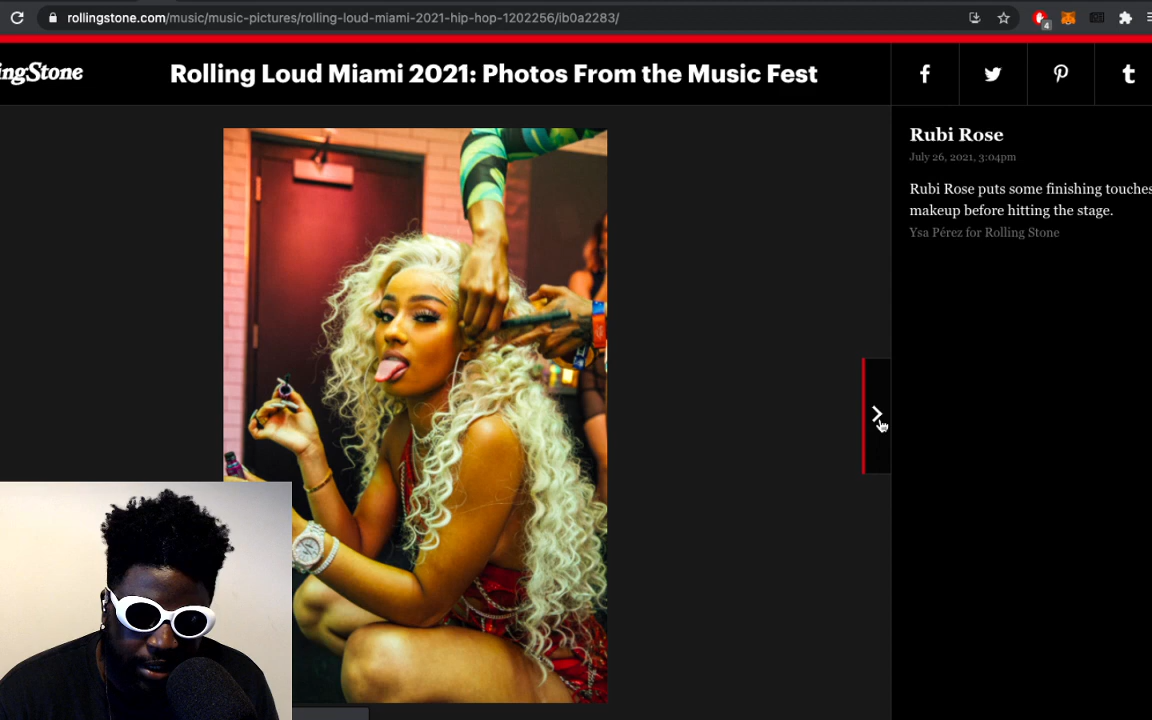 rollingstone.com/music/music-pictures/rolling-loud-miami-2021-hip-hop-1202256/ib0a2283/
4
ingStone
Rolling Loud Miami 2021: Photos From the Music Fest
Rubi Rose
July 26, 2021, 3:04pm
Rubi Rose puts some finishing touches
makeup before hitting the stage.
Ysa Pérez for Rolling Stone